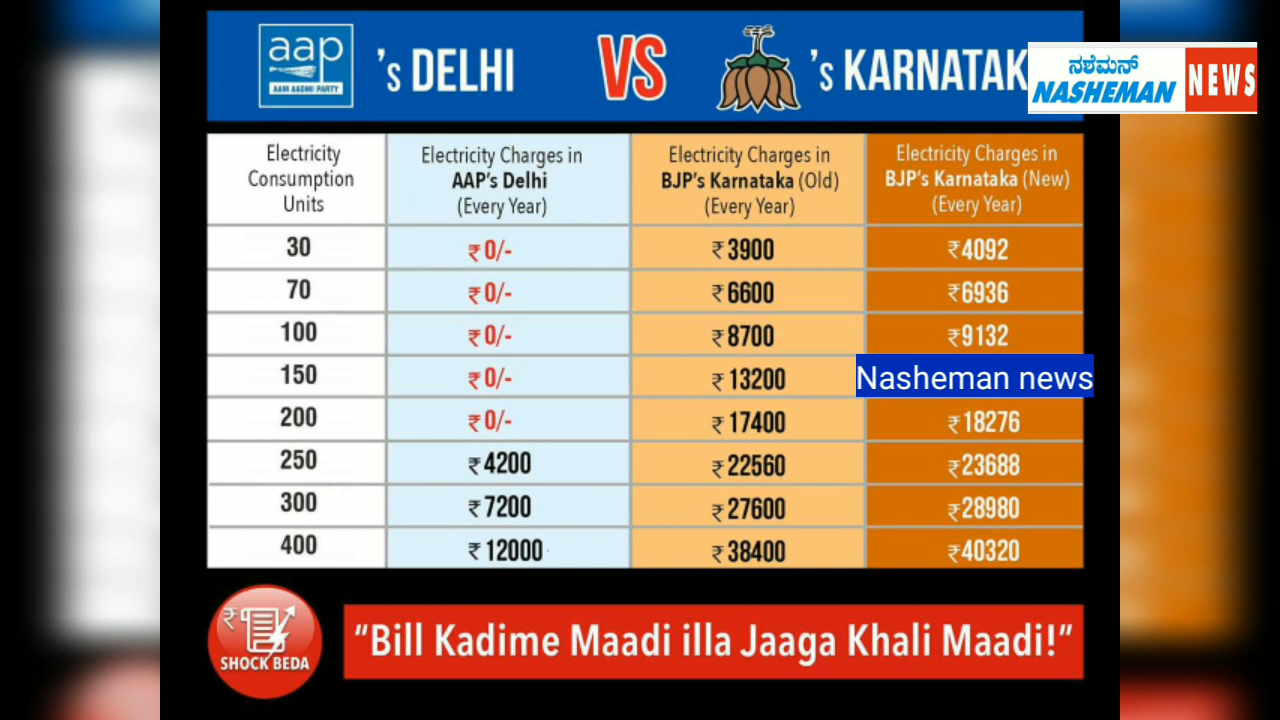 aap
AAM AADMI PARTY
's DELHI VS 's KARNATAK
ನಶೆಮನ್
NASHEMAN NEWS
Electricity Consumption Units
Electricity Charges in AAP's Delhi (Every Year)
Electricity Charges in BJP's Karnataka (Old) (Every Year)
Electricity Charges in BJP's Karnataka (New) (Every Year)
30 ₹0/- ₹3900 ₹4092
70 ₹0/- ₹6600 ₹6936
100 ₹0/- ₹8700 ₹9132
150 ₹0/- ₹13200 Nasheman news
200 ₹0/- ₹17400 ₹18276
250 ₹4200 ₹22560 ₹23688
300 ₹7200 ₹27600 ₹28980
400 ₹12000 ₹38400 ₹40320
₹
SHOCK BEDA
"Bill Kadime Maadi illa Jaaga Khali Maadi!"